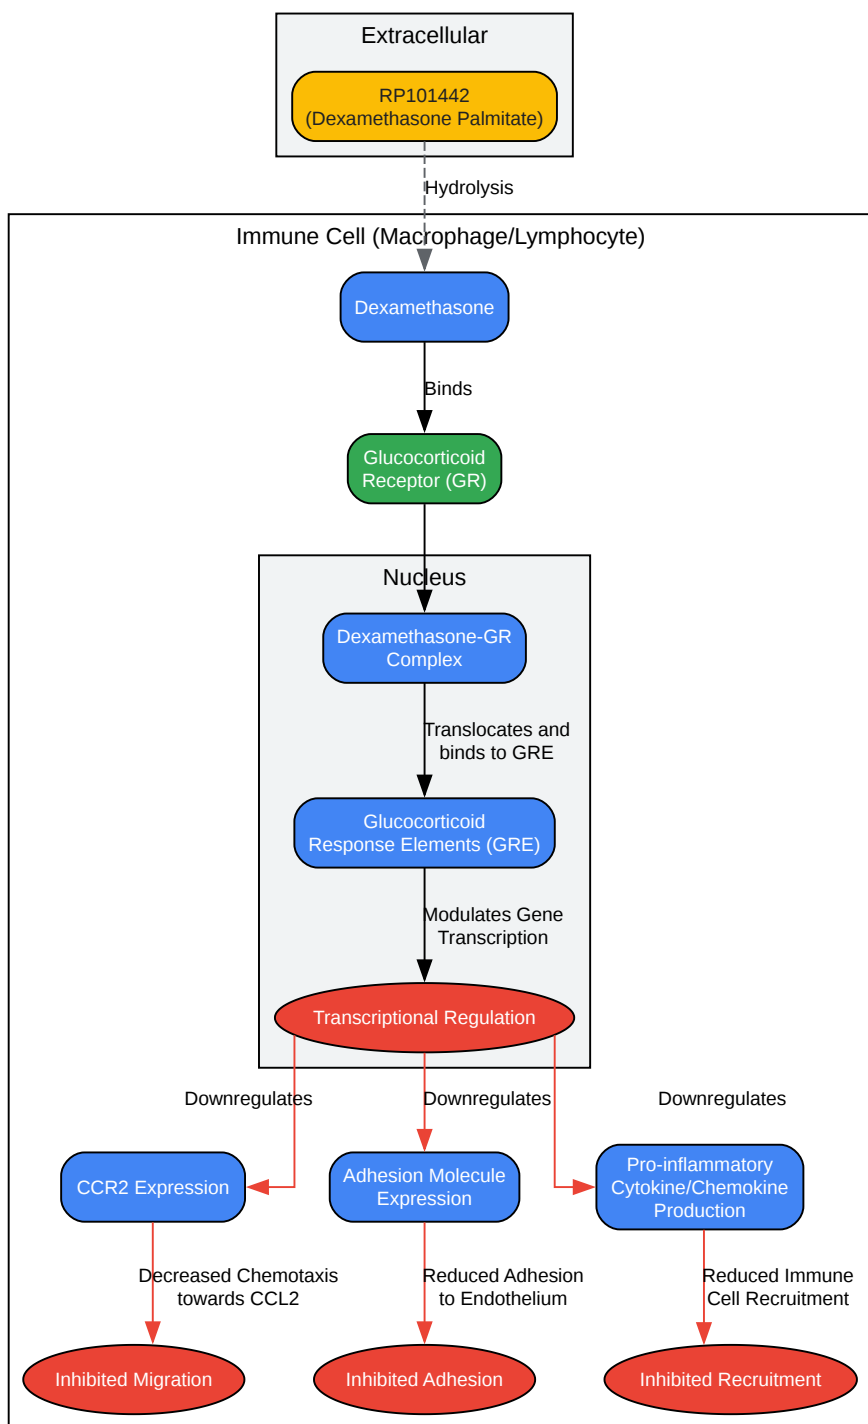 Extracellular
RP101442
(Dexamethasone Palmitate)
Hydrolysis
Immune Cell (Macrophage/Lymphocyte)
Dexamethasone
Binds
Glucocorticoid
Receptor (GR)
Nucleus
Dexamethasone-GR
Complex
Translocates and
binds to GRE
Glucocorticoid
Response Elements (GRE)
Modulates Gene
Transcription
Transcriptional Regulation
Downregulates
Downregulates
Downregulates
CCR2 Expression
Adhesion Molecule
Expression
Pro-inflammatory
Cytokine/Chemokine
Production
Decreased Chemotaxis
towards CCL2
Reduced Adhesion
to Endothelium
Reduced Immune
Cell Recruitment
Inhibited Migration
Inhibited Adhesion
Inhibited Recruitment